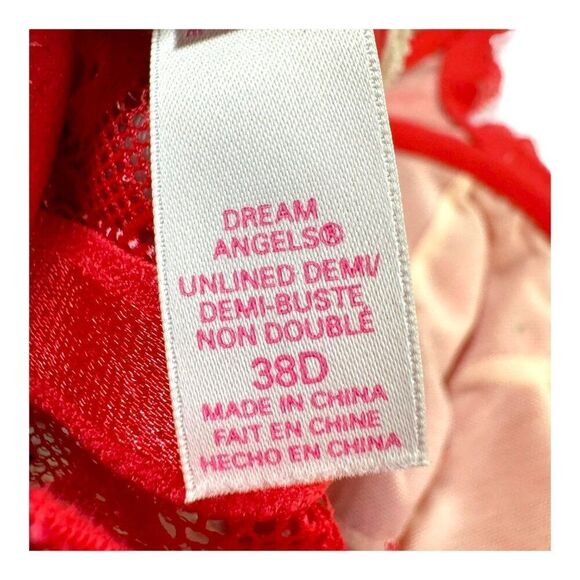 DREAM
ANGELS®
UNLINED DEMI/
DEMI-BUSTE
NON DOUBLÉ
38D
MADE IN CHINA
FAIT EN CHINE
HECHO EN CHINA